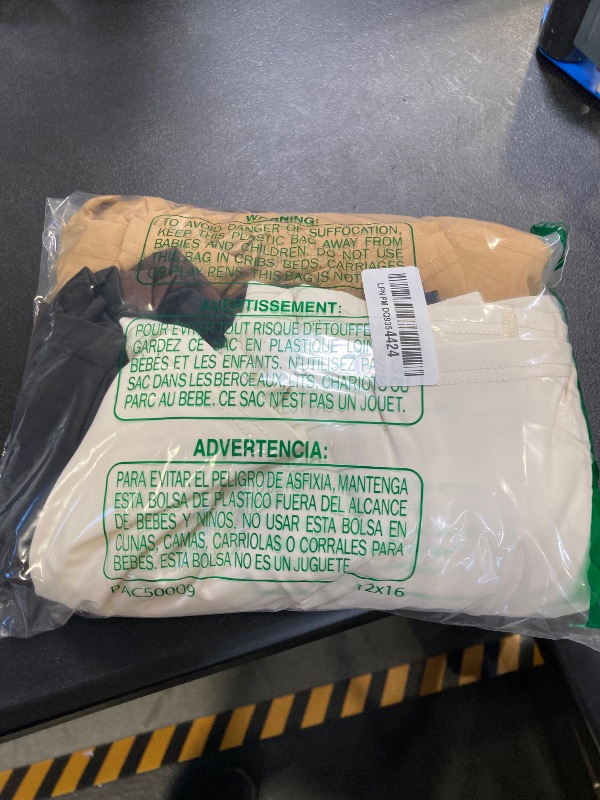 WARNING:
TO AVOID DANGER OF SUFFOCATION,
KEEP THIS PLASTIC BAG AWAY FROM
BABIES AND CHILDREN. DO NOT USE
THIS BAG IN CRIBS, BEDS, CARRIAGES
OR PLAY PENS. THIS BAG IS NOT
AVERTISSEMENT:
POUR ÉVITER TOUT RISQUE D'ÉTOUFFE
GARDEZ CE SAC EN PLASTIQUE LOIN
BÉBÉS ET LES ENFANTS. N'UTILISEZ PA
SAC DANS LES BERCEAUX, LITS, CHARIOTS OU
PARC AU BEBE. CE SAC N'EST PAS UN JOUET.
LPNPMDQ9354424
ADVERTENCIA:
PARA EVITAR EL PELIGRO DE ASFIXIA, MANTENGA
ESTA BOLSA DE PLASTICO FUERA DEL ALCANCE
DE BEBÉS Y NIÑOS. NO USAR ESTA BOLSA EN
CUNAS, CAMAS, CARRIOLAS O CORRALES PARA
BEBÉS. ESTA BOLSA NO ES UN JUGUETE.
PAC50009
12x16